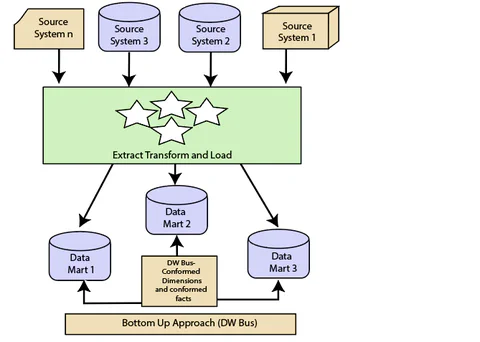 Source
System n
Source
System 3
Source
System 2
Source
System 1
Extract Transform and Load
Data
Mart 2
Data
Mart 1
DW Bus-
Conformed
Dimensions
and conformed
facts
Data
Mart 3
Bottom Up Approach (DW Bus)